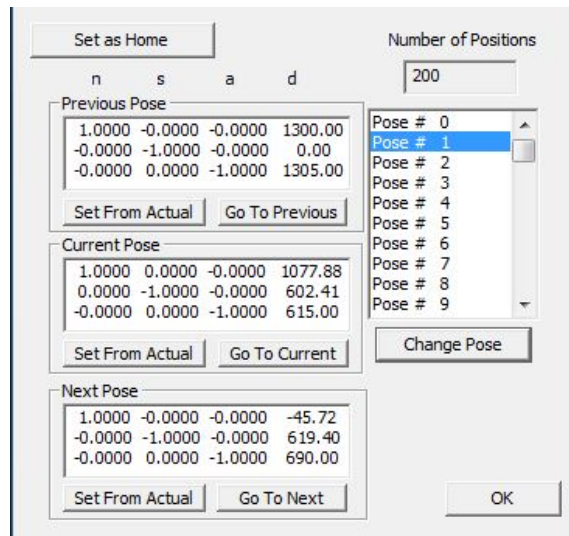 Set as Home
Number of Positions
200
n s a d
Previous Pose
1.0000 -0.0000 -0.0000 1300.00
-0.0000 -1.0000 -0.0000 0.00
-0.0000 0.0000 -1.0000 1305.00
Set From Actual Go To Previous
Current Pose
1.0000 0.0000 -0.0000 1077.88
0.0000 -1.0000 -0.0000 602.41
-0.0000 0.0000 -1.0000 615.00
Set From Actual Go To Current
Next Pose
1.0000 -0.0000 -0.0000 -45.72
-0.0000 -1.0000 -0.0000 619.40
-0.0000 0.0000 -1.0000 690.00
Set From Actual Go To Next
Pose # 0
Pose # 1
Pose # 2
Pose # 3
Pose # 4
Pose # 5
Pose # 6
Pose # 7
Pose # 8
Pose # 9
Change Pose
OK